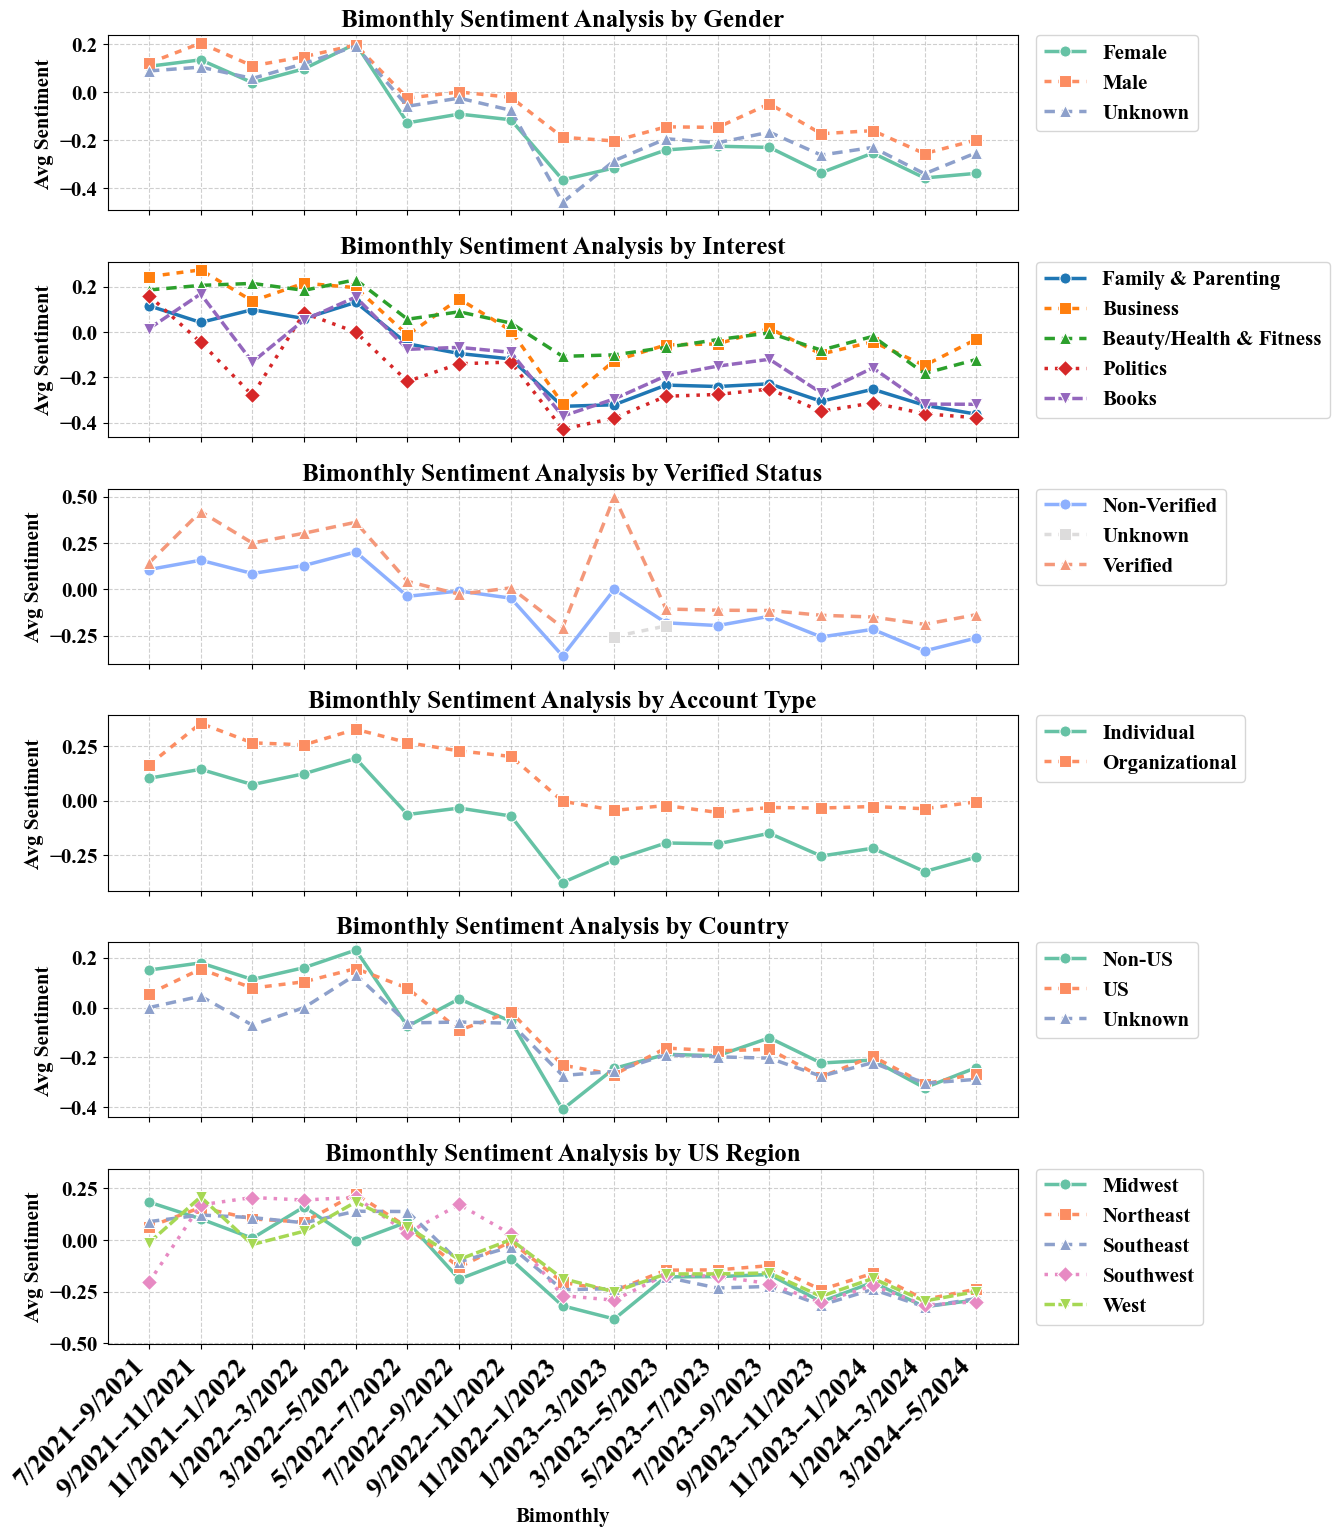 Bimonthly Sentiment Analysis by Gender
0.2
0.0
−0.2
−0.4
Avg Sentiment
Female
Male
Unknown
Bimonthly Sentiment Analysis by Interest
0.2
0.0
−0.2
−0.4
Avg Sentiment
Family & Parenting
Business
Beauty/Health & Fitness
Politics
Books
Bimonthly Sentiment Analysis by Verified Status
0.50
0.25
0.00
−0.25
Avg Sentiment
Non-Verified
Unknown
Verified
Bimonthly Sentiment Analysis by Account Type
0.25
0.00
−0.25
Avg Sentiment
Individual
Organizational
Bimonthly Sentiment Analysis by Country
0.2
0.0
−0.2
−0.4
Avg Sentiment
Non-US
US
Unknown
Bimonthly Sentiment Analysis by US Region
0.25
0.00
−0.25
−0.50
Avg Sentiment
Midwest
Northeast
Southeast
Southwest
West
7/2021--9/2021
9/2021--11/2021
11/2021--1/2022
1/2022--3/2022
3/2022--5/2022
5/2022--7/2022
7/2022--9/2022
9/2022--11/2022
11/2022--1/2023
1/2023--3/2023
3/2023--5/2023
5/2023--7/2023
7/2023--9/2023
9/2023--11/2023
11/2023--1/2024
1/2024--3/2024
3/2024--5/2024
Bimonthly